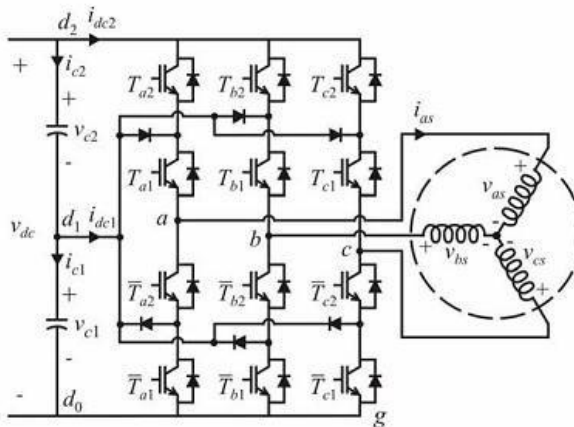 d2 idc2
+ ic2 + vc2 -
Ta2 Tb2 Tc2
ias
Ta1 Tb1 Tc1
vdc d1 idc1
a b c
+ vas -
+ vbs -
- vcs +
ic1 + vc1 -
T̅a2 T̅b2 T̅c2
T̅a1 T̅b1 T̅c1
- d0 g